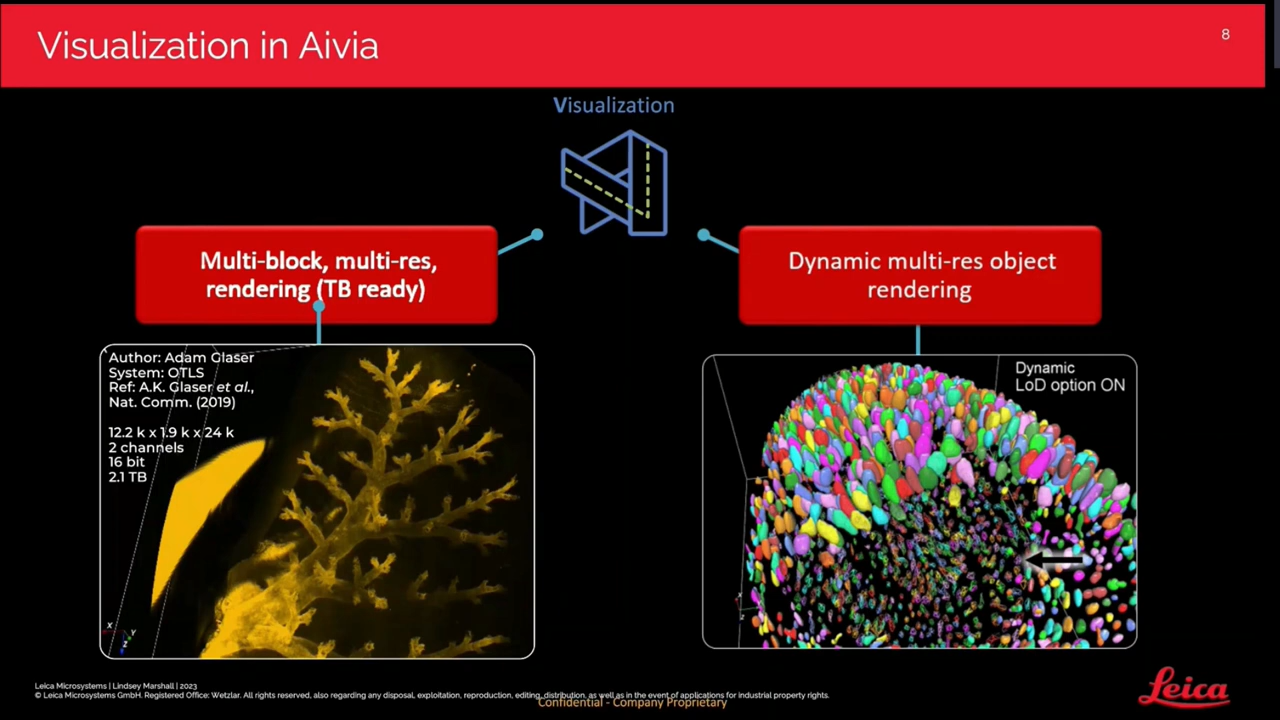 Visualization in Aivia
8
Visualization
Multi-block, multi-res,
rendering (TB ready)
Dynamic multi-res object
rendering
Author: Adam Glaser
System: OTLS
Ref: A.K. Glaser et al.,
Nat. Comm. (2019)
12.2 k x 1.9 k x 24 k
2 channels
16 bit
2.1 TB
X
Y
Z
Dynamic
LoD option ON
Leica Microsystems | Lindsey Marshall | 2023
© Leica Microsystems GmbH. Registered Office: Wetzlar. All rights reserved, also regarding any disposal, exploitation, reproduction, editing, distribution, as well as in the event of applications for industrial property rights.
Confidential - Company Proprietary
Leica